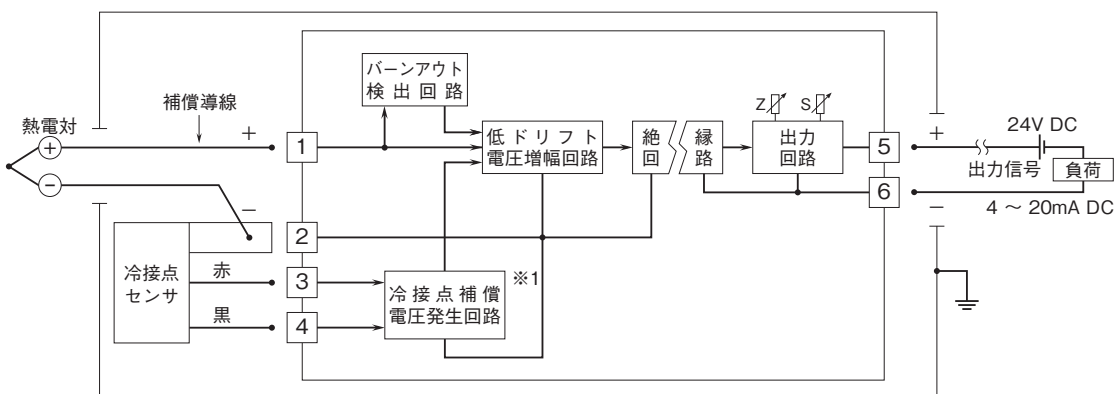 バーンアウト
検出回路
補償導線
熱電対
+
−
+
−
1
2
3
4
低ドリフト
電圧増幅回路
絶
回
縁
路
Z
S
出力
回路
5
6
+
−
24V DC
出力信号
負荷
4 ～ 20mA DC
冷接点
センサ
赤
黒
冷接点補償
電圧発生回路
※1